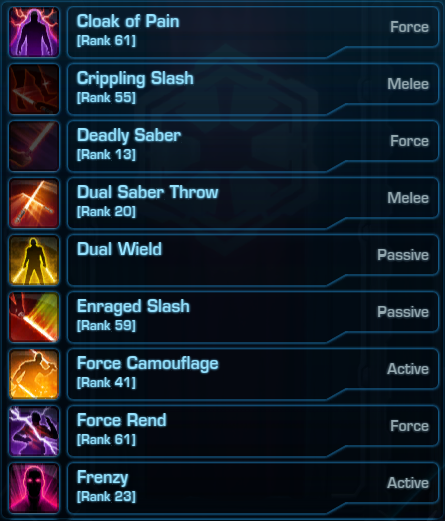 Cloak of Pain
Force
[Rank 61]
Crippling Slash
Melee
[Rank 55]
Deadly Saber
Force
[Rank 13]
Dual Saber Throw
Melee
[Rank 20]
Dual Wield
Passive
Enraged Slash
Passive
[Rank 59]
Force Camouflage
Active
[Rank 41]
Force Rend
Force
[Rank 61]
Frenzy
Active
[Rank 23]